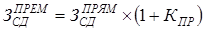 З_СД^ПРЕМ = З_СД^ПРЯМ × (1 + К_ПР)